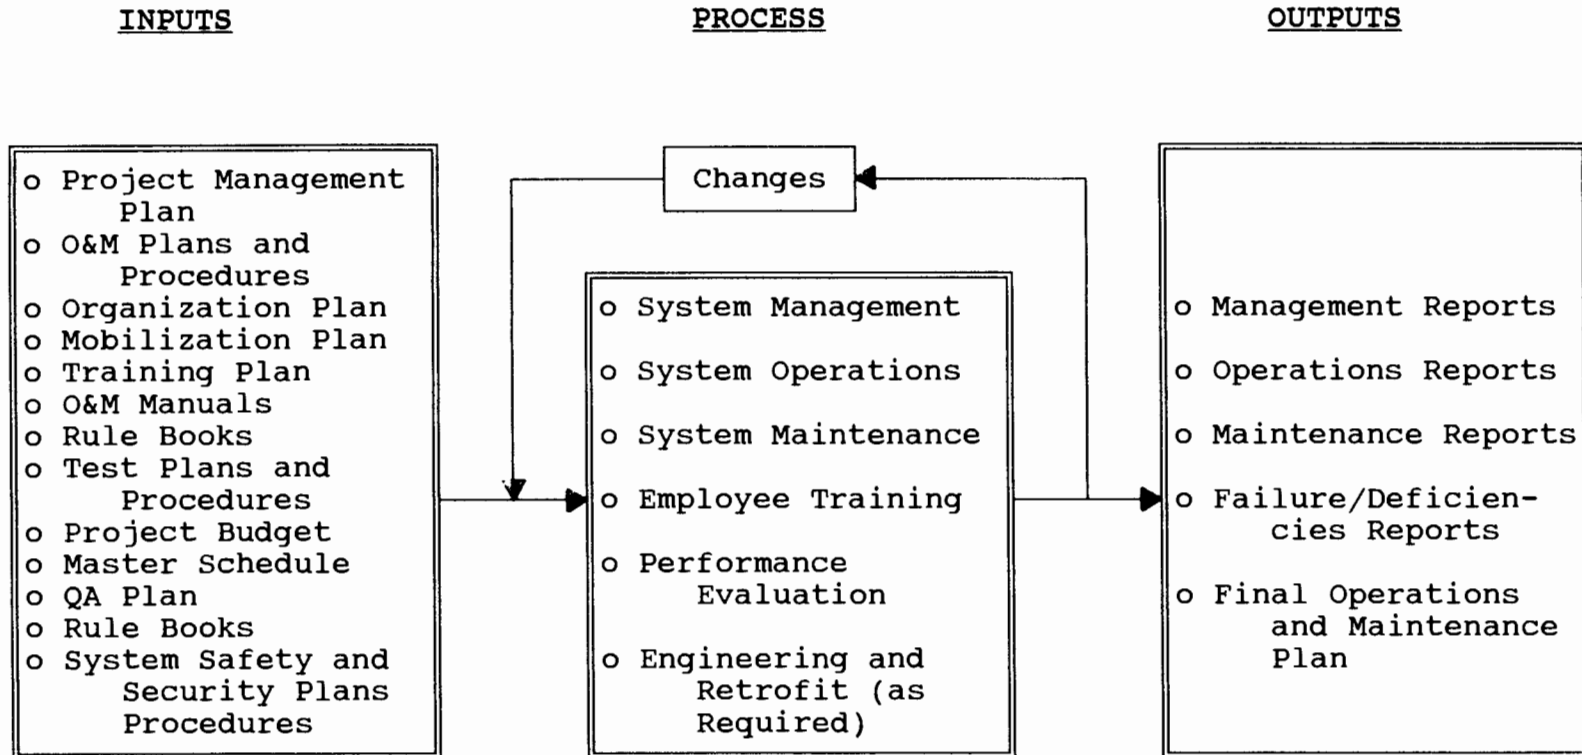 INPUTS
PROCESS
OUTPUTS
o Project Management
Plan
o O&M Plans and
Procedures
o Organization Plan
o Mobilization Plan
o Training Plan
o O&M Manuals
o Rule Books
o Test Plans and
Procedures
o Project Budget
o Master Schedule
o QA Plan
o Rule Books
o System Safety and
Security Plans
Procedures
Changes
o System Management
o System Operations
o System Maintenance
o Employee Training
o Performance
Evaluation
o Engineering and
Retrofit (as
Required)
o Management Reports
o Operations Reports
o Maintenance Reports
o Failure/Deficien-
cies Reports
o Final Operations
and Maintenance
Plan